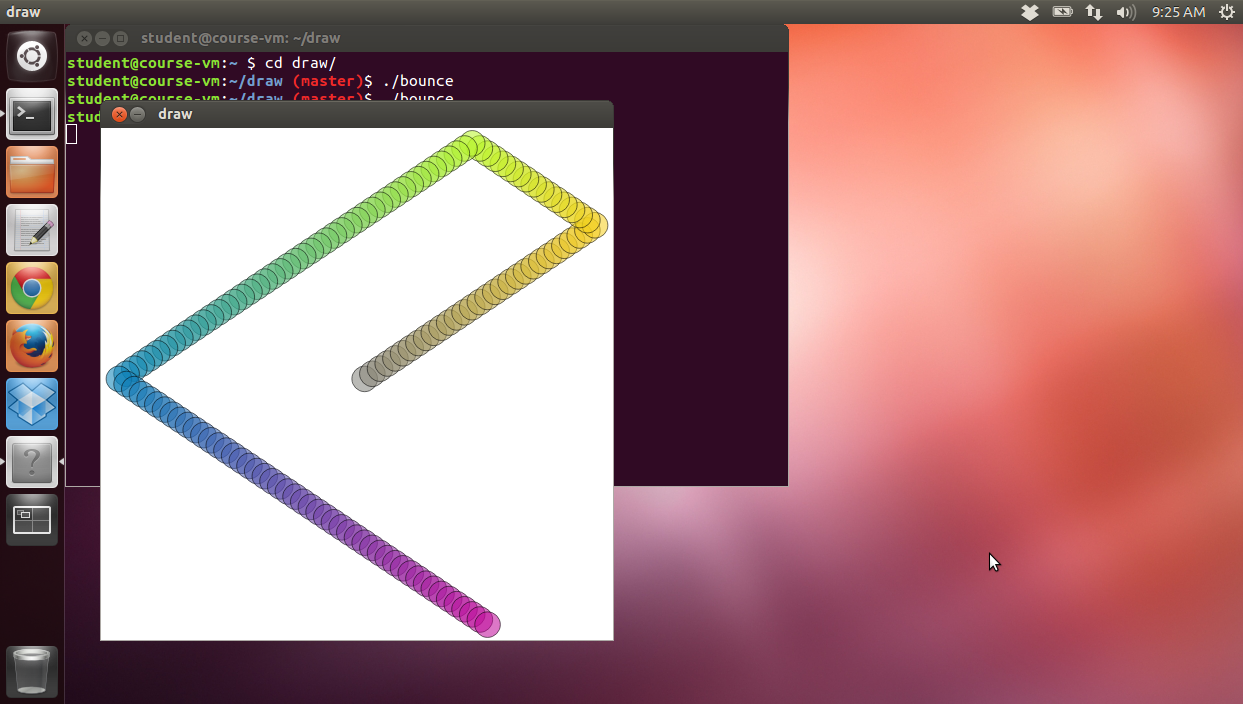 draw
9:25 AM
student@course-vm: ~/draw
student@course-vm:~ $ cd draw/
student@course-vm:~/draw (master)$ ./bounce
student@course-vm:~/draw (master)$ ./bounce
stud
draw
>_
?